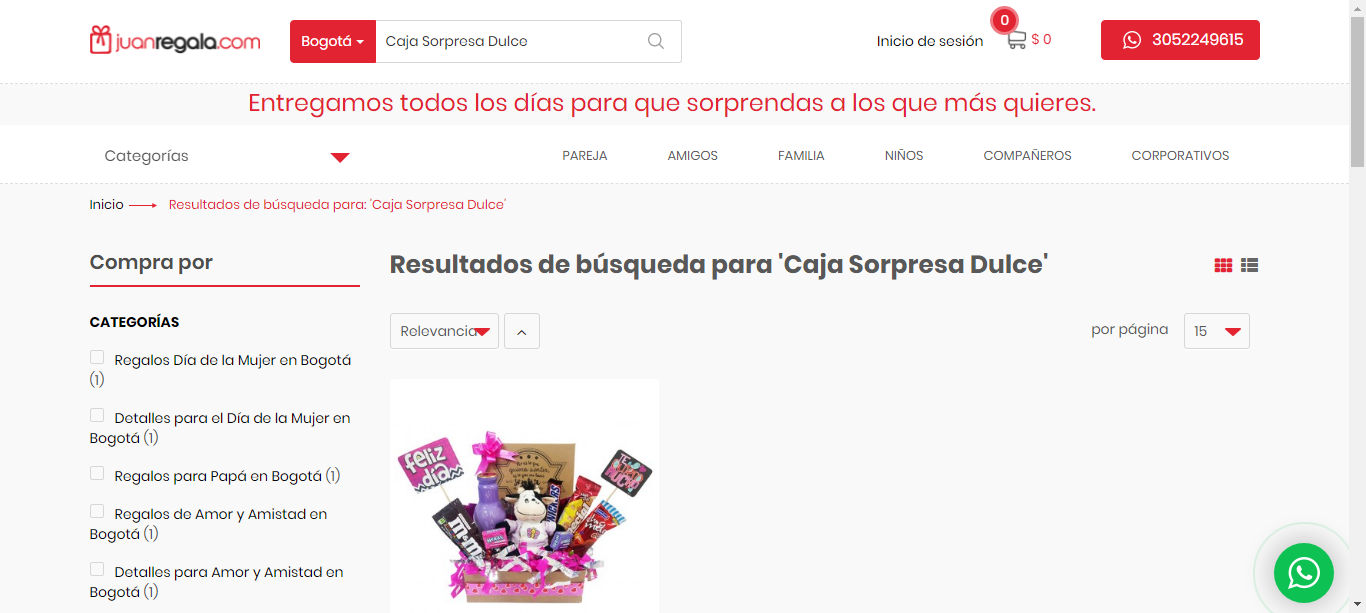 juanregala.com
Bogotá
Caja Sorpresa Dulce
Inicio de sesión
0
$ 0
3052249615
Entregamos todos los días para que sorprendas a los que más quieres.
Categorías
PAREJA
AMIGOS
FAMILIA
NIÑOS
COMPAÑEROS
CORPORATIVOS
Inicio
Resultados de búsqueda para: 'Caja Sorpresa Dulce'
Compra por
CATEGORÍAS
Regalos Día de la Mujer en Bogotá
(1)
Detalles para el Día de la Mujer en
Bogotá (1)
Regalos para Papá en Bogotá (1)
Regalos de Amor y Amistad en
Bogotá (1)
Detalles para Amor y Amistad en
Bogotá (1)
Resultados de búsqueda para 'Caja Sorpresa Dulce'
Relevancia
por página
15
feliz
día
m&m's